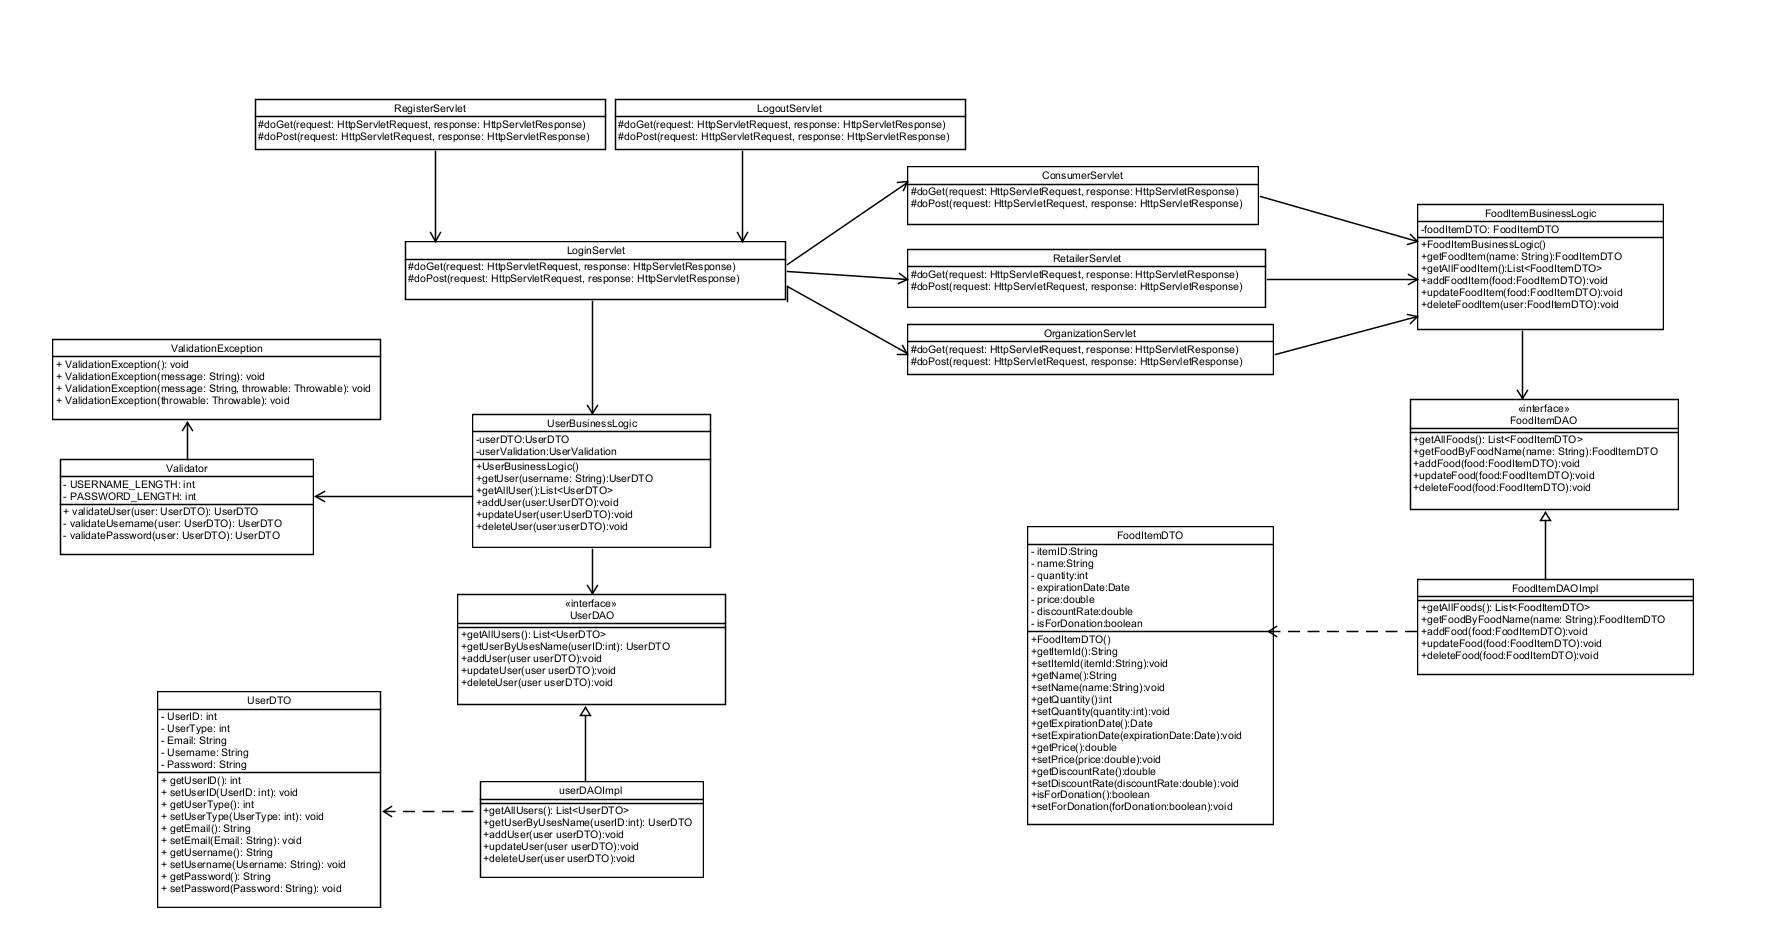 RegisterServlet
#doGet(request: HttpServletRequest, response: HttpServletResponse)
#doPost(request: HttpServletRequest, response: HttpServletResponse)
LogoutServlet
#doGet(request: HttpServletRequest, response: HttpServletResponse)
#doPost(request: HttpServletRequest, response: HttpServletResponse)
ConsumerServlet
#doGet(request: HttpServletRequest, response: HttpServletResponse)
#doPost(request: HttpServletRequest, response: HttpServletResponse)
FoodItemBusinessLogic
-foodItemDTO: FoodItemDTO
+FoodItemBusinessLogic()
+getFoodItem(name: String):FoodItemDTO
+getAllFoodItem():List<FoodItemDTO>
+addFoodItem(food:FoodItemDTO):void
+updateFoodItem(food:FoodItemDTO):void
+deleteFoodItem(user:FoodItemDTO):void
LoginServlet
#doGet(request: HttpServletRequest, response: HttpServletResponse)
#doPost(request: HttpServletRequest, response: HttpServletResponse)
RetailerServlet
#doGet(request: HttpServletRequest, response: HttpServletResponse)
#doPost(request: HttpServletRequest, response: HttpServletResponse)
OrganizationServlet
#doGet(request: HttpServletRequest, response: HttpServletResponse)
#doPost(request: HttpServletRequest, response: HttpServletResponse)
ValidationException
+ ValidationException(): void
+ ValidationException(message: String): void
+ ValidationException(message: String, throwable: Throwable): void
+ ValidationException(throwable: Throwable): void
UserBusinessLogic
-userDTO:UserDTO
-userValidation:UserValidation
+UserBusinessLogic()
+getUser(username: String):UserDTO
+getAllUser():List<UserDTO>
+addUser(user:UserDTO):void
+updateUser(user:UserDTO):void
+deleteUser(user:userDTO):void
«interface»
FoodItemDAO
+getAllFoods(): List<FoodItemDTO>
+getFoodByFoodName(name: String):FoodItemDTO
+addFood(food:FoodItemDTO):void
+updateFood(food:FoodItemDTO):void
+deleteFood(food:FoodItemDTO):void
Validator
- USERNAME_LENGTH: int
- PASSWORD_LENGTH: int
+ validateUser(user: UserDTO): UserDTO
- validateUsername(user: UserDTO): UserDTO
- validatePassword(user: UserDTO): UserDTO
FoodItemDTO
- itemID:String
- name:String
- quantity:int
- expirationDate:Date
- price:double
- discountRate:double
- isForDonation:boolean
+FoodItemDTO()
+getItemId():String
+setItemId(itemId:String):void
+getName():String
+setName(name:String):void
+getQuantity():int
+setQuantity(quantity:int):void
+getExpirationDate():Date
+setExpirationDate(expirationDate:Date):void
+getPrice():double
+setPrice(price:double):void
+getDiscountRate():double
+setDiscountRate(discountRate:double):void
+isForDonation():boolean
+setForDonation(forDonation:boolean):void
FoodItemDAOImpl
+getAllFoods(): List<FoodItemDTO>
+getFoodByFoodName(name: String):FoodItemDTO
+addFood(food:FoodItemDTO):void
+updateFood(food:FoodItemDTO):void
+deleteFood(food:FoodItemDTO):void
«interface»
UserDAO
+getAllUsers(): List<UserDTO>
+getUserByUsesName(userID:int): UserDTO
+addUser(user userDTO):void
+updateUser(user userDTO):void
+deleteUser(user userDTO):void
UserDTO
- UserID: int
- UserType: int
- Email: String
- Username: String
- Password: String
+ getUserID(): int
+ setUserID(UserID: int): void
+ getUserType(): int
+ setUserType(UserType: int): void
+ getEmail(): String
+ setEmail(Email: String): void
+ getUsername(): String
+ setUsername(Username: String): void
+ getPassword(): String
+ setPassword(Password: String): void
userDAOImpl
+getAllUsers(): List<UserDTO>
+getUserByUsesName(userID:int): UserDTO
+addUser(user userDTO):void
+updateUser(user userDTO):void
+deleteUser(user userDTO):void